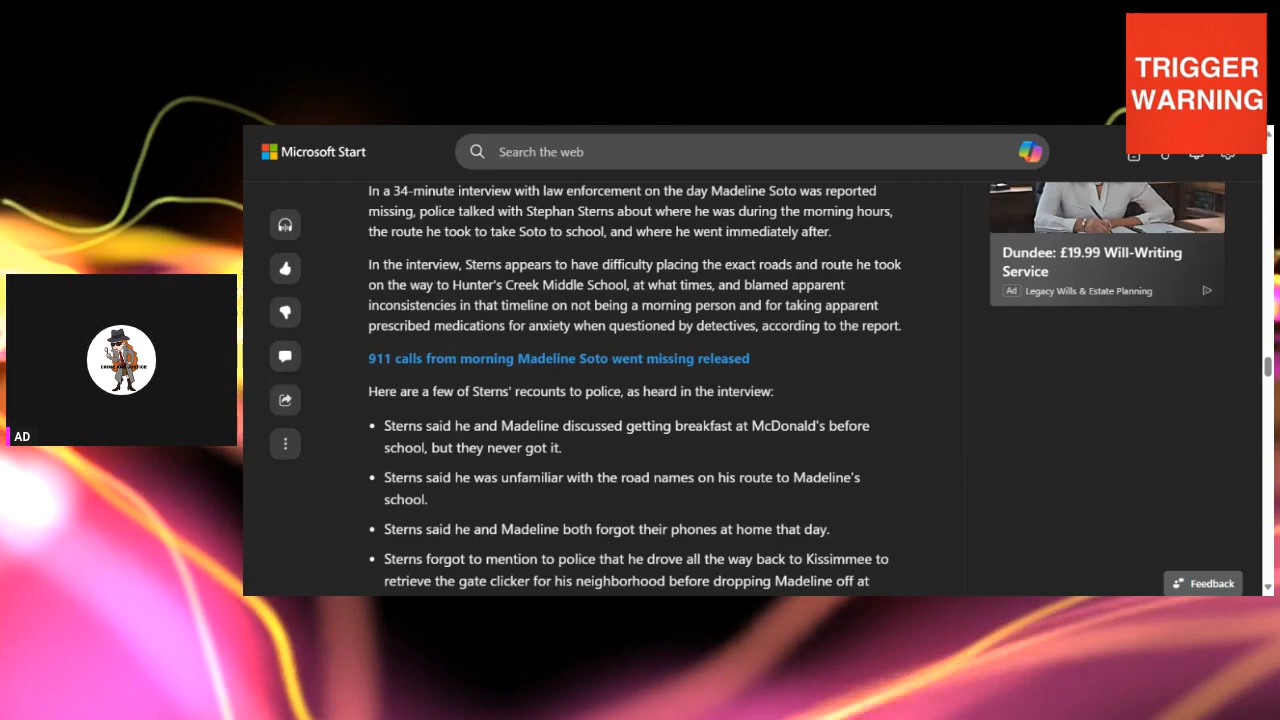 TRIGGER
WARNING
Microsoft Start
Search the web
In a 34-minute interview with law enforcement on the day Madeline Soto was reported
missing, police talked with Stephan Sterns about where he was during the morning hours,
the route he took to take Soto to school, and where he went immediately after.
In the interview, Sterns appears to have difficulty placing the exact roads and route he took
on the way to Hunter's Creek Middle School, at what times, and blamed apparent
inconsistencies in that timeline on not being a morning person and for taking apparent
prescribed medications for anxiety when questioned by detectives, according to the report.
911 calls from morning Madeline Soto went missing released
Here are a few of Sterns' recounts to police, as heard in the interview:
• Sterns said he and Madeline discussed getting breakfast at McDonald's before
school, but they never got it.
• Sterns said he was unfamiliar with the road names on his route to Madeline's
school.
• Sterns said he and Madeline both forgot their phones at home that day.
• Sterns forgot to mention to police that he drove all the way back to Kissimmee to
retrieve the gate clicker for his neighborhood before dropping Madeline off at
Dundee: £19.99 Will-Writing
Service
Ad Legacy Wills & Estate Planning
Feedback
CRIME AND JUSTICE
AD